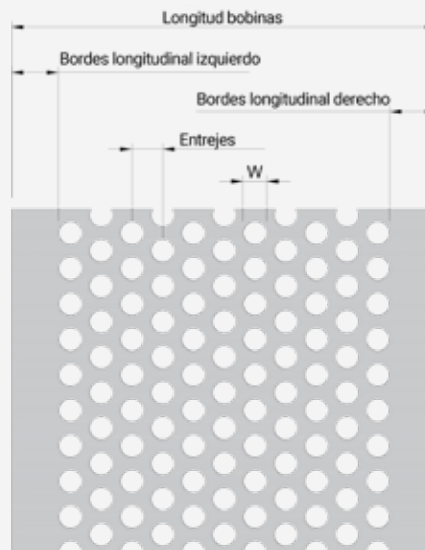 Longitud bobinas
Bordes longitudinal izquierdo
Bordes longitudinal derecho
Entrejes
W